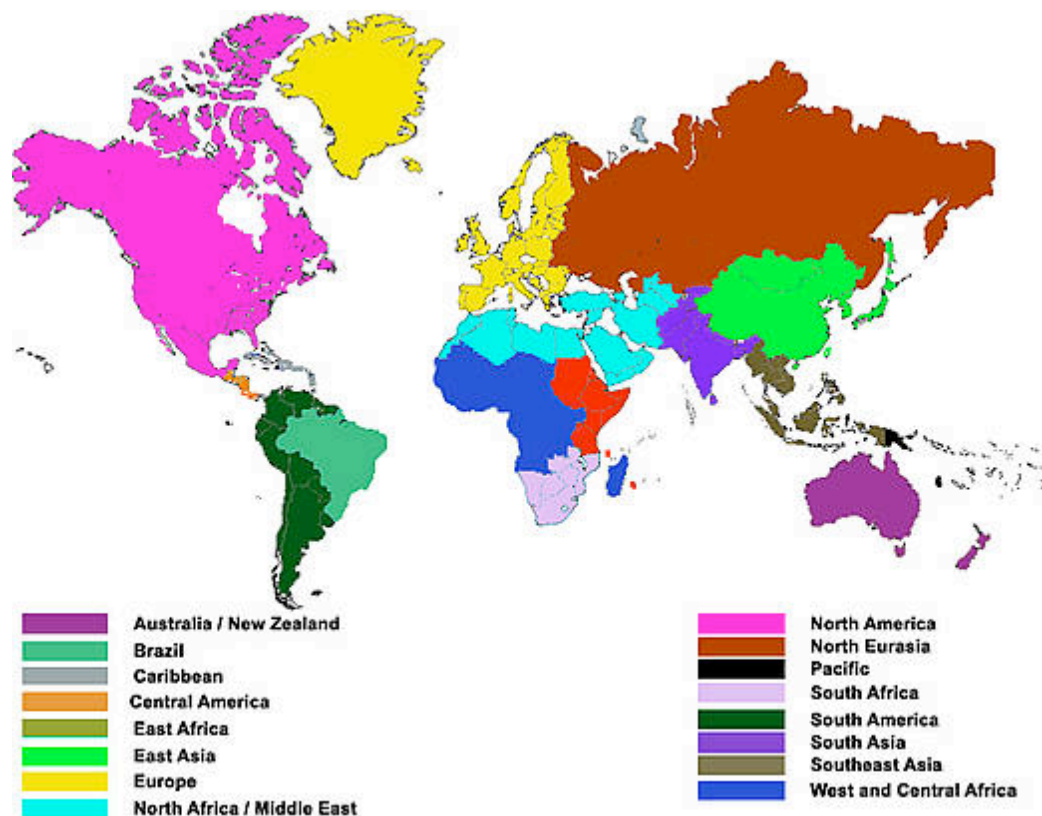 Australia / New Zealand
Brazil
Caribbean
Central America
East Africa
East Asia
Europe
North Africa / Middle East
North America
North Eurasia
Pacific
South Africa
South America
South Asia
Southeast Asia
West and Central Africa